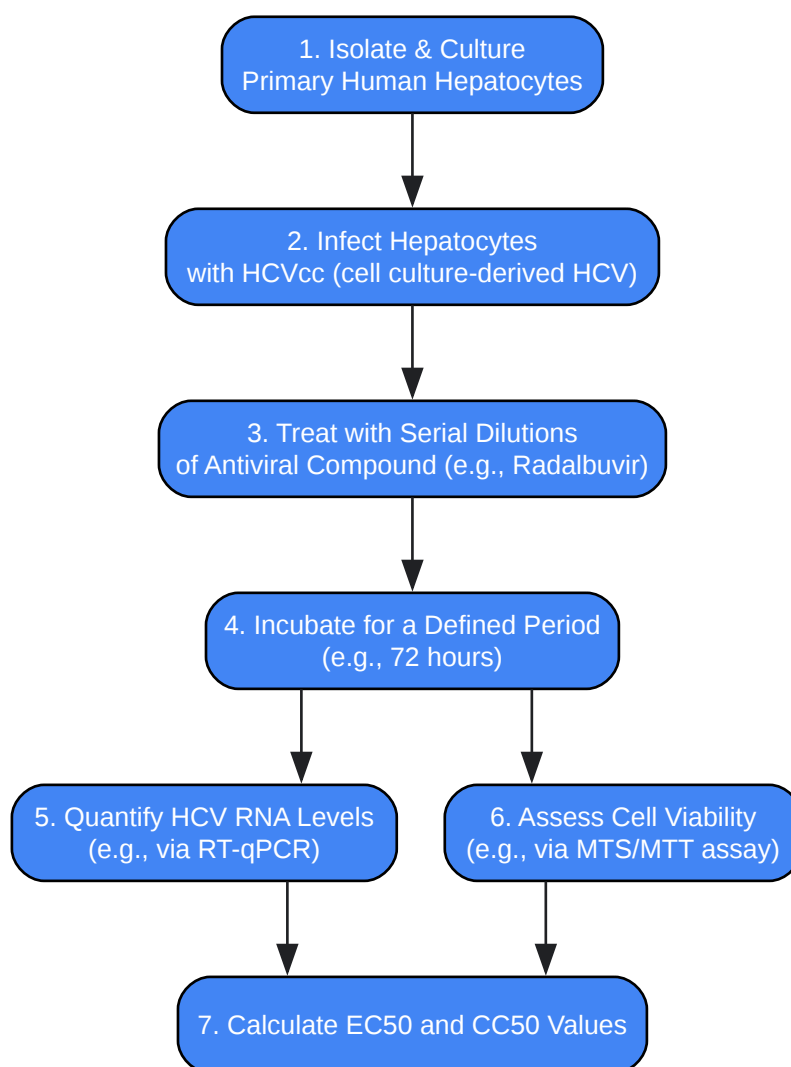 1. Isolate & Culture
Primary Human Hepatocytes
2. Infect Hepatocytes
with HCVcc (cell culture-derived HCV)
3. Treat with Serial Dilutions
of Antiviral Compound (e.g., Radalbuvir)
4. Incubate for a Defined Period
(e.g., 72 hours)
5. Quantify HCV RNA Levels
(e.g., via RT-qPCR)
6. Assess Cell Viability
(e.g., via MTS/MTT assay)
7. Calculate EC50 and CC50 Values